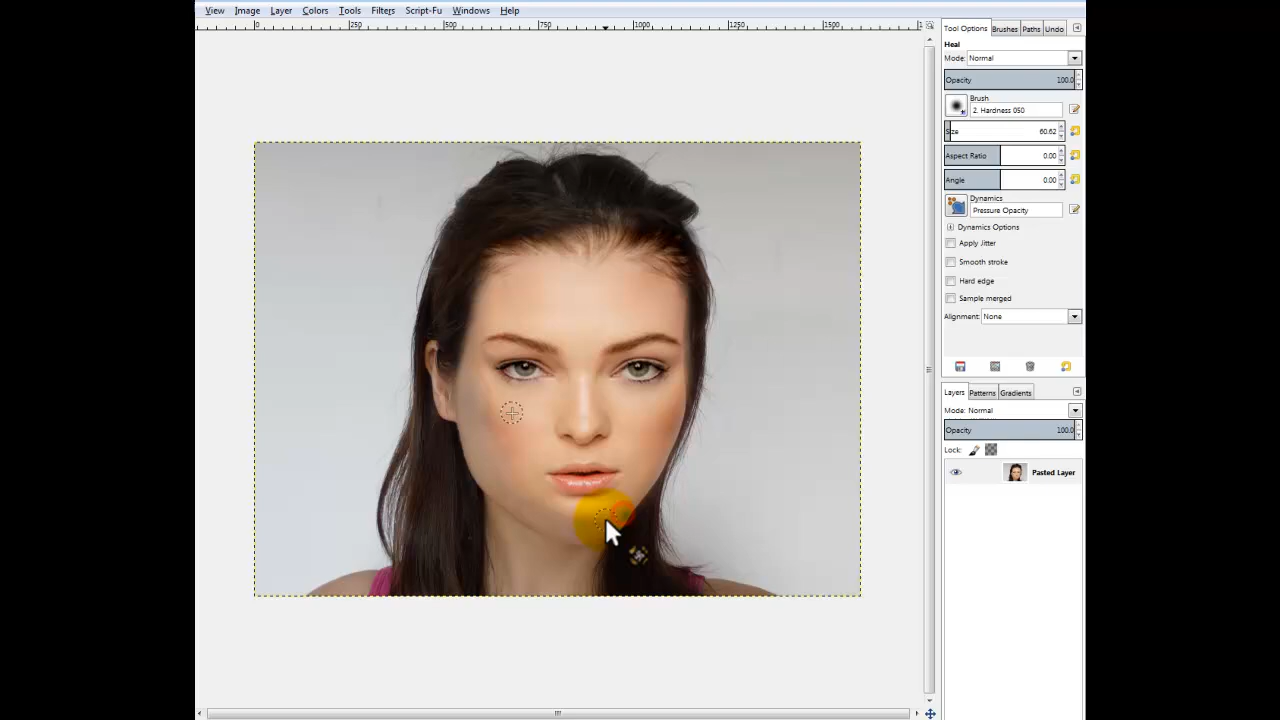 View Image Layer Colors Tools Filters Script-Fu Windows Help
0 250 500 750 1000 1250 1500
Tool Options Brushes Paths Undo
Heal
Mode: Normal
Opacity 100.0
Brush
2. Hardness 050
Size 60.62
Aspect Ratio 0.00
Angle 0.00
Dynamics
Pressure Opacity
Dynamics Options
Apply Jitter
Smooth stroke
Hard edge
Sample merged
Alignment: None
Layers Patterns Gradients
Mode: Normal
Opacity 100.0
Lock:
Pasted Layer